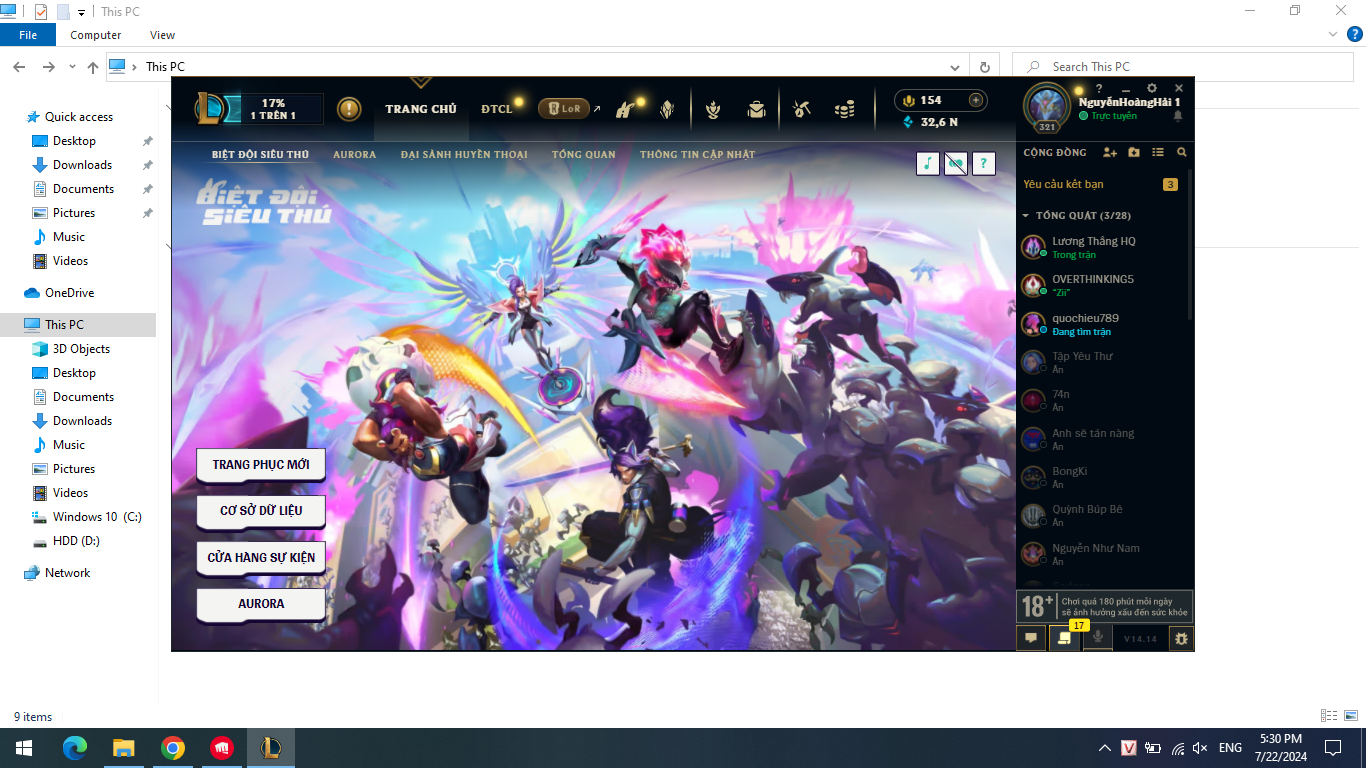 This PC
File
Computer
View
This PC
Search This PC
Quick access
Desktop
Downloads
Documents
Pictures
Music
Videos
OneDrive
This PC
3D Objects
Desktop
Documents
Downloads
Music
Pictures
Videos
Windows 10 (C:)
HDD (D:)
Network
9 items
17%
1 TRÊN 1
TRANG CHỦ
ĐTCL
LoR
154
32,6 N
BIỆT ĐỘI SIÊU THÚ
AURORA
ĐẠI SẢNH HUYỀN THOẠI
TỔNG QUAN
THÔNG TIN CẬP NHẬT
?
BIỆT ĐỘI
SIÊU THÚ
TRANG PHỤC MỚI
CƠ SỞ DỮ LIỆU
CỬA HÀNG SỰ KIỆN
AURORA
?
NguyễnHoàngHải 1
Trực tuyến
321
CỘNG ĐỒNG
Yêu cầu kết bạn
3
TỔNG QUÁT (3/28)
Lương Thắng HQ
Trong trận
OVERTHINKING5
"Zii"
quochieu789
Đang tìm trận
Tập Yêu Thư
Ẩn
74n
Ẩn
Anh sẽ tán nàng
Ẩn
BongKi
Ẩn
Quỳnh Búp Bê
Ẩn
Nguyễn Như Nam
Ẩn
18+
Chơi quá 180 phút mỗi ngày
sẽ ảnh hưởng xấu đến sức khỏe
17
V14.14
ENG
5:30 PM
7/22/2024